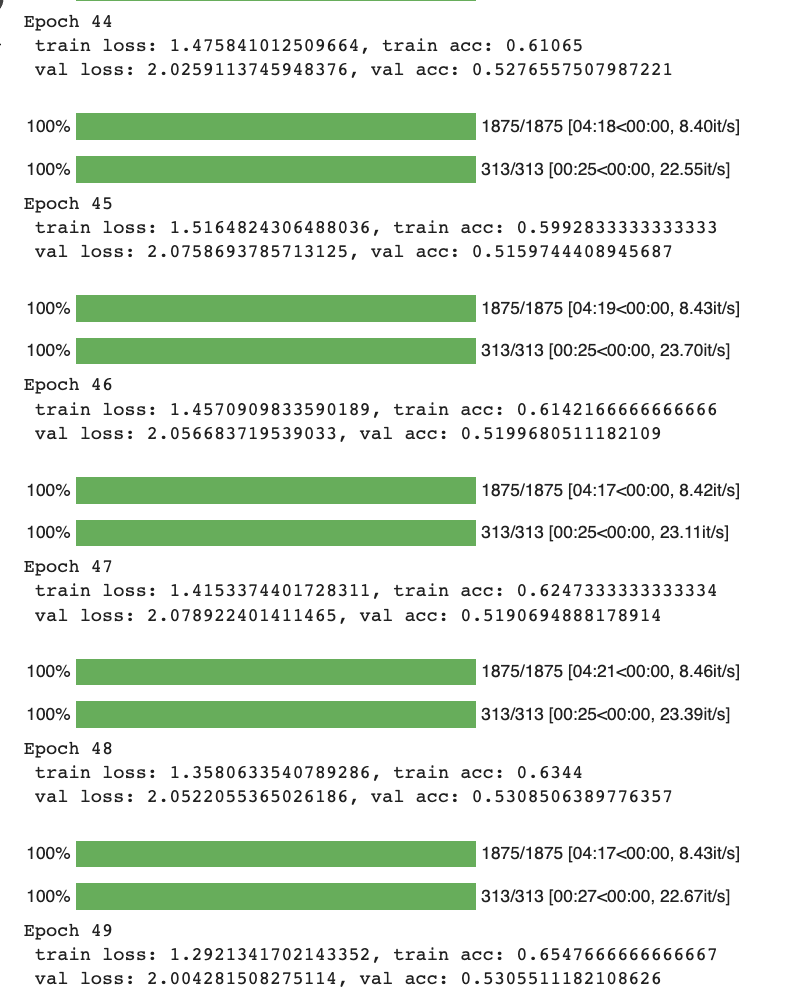 Epoch 44
train loss: 1.475841012509664, train acc: 0.61065
val loss: 2.0259113745948376, val acc: 0.5276557507987221
100% 1875/1875 [04:18<00:00, 8.40it/s]
100% 313/313 [00:25<00:00, 22.55it/s]
Epoch 45
train loss: 1.5164824306488036, train acc: 0.5992833333333333
val loss: 2.0758693785713125, val acc: 0.5159744408945687
100% 1875/1875 [04:19<00:00, 8.43it/s]
100% 313/313 [00:25<00:00, 23.70it/s]
Epoch 46
train loss: 1.4570909833590189, train acc: 0.6142166666666666
val loss: 2.056683719539033, val acc: 0.5199680511182109
100% 1875/1875 [04:17<00:00, 8.42it/s]
100% 313/313 [00:25<00:00, 23.11it/s]
Epoch 47
train loss: 1.4153374401728311, train acc: 0.6247333333333334
val loss: 2.078922401411465, val acc: 0.5190694888178914
100% 1875/1875 [04:21<00:00, 8.46it/s]
100% 313/313 [00:25<00:00, 23.39it/s]
Epoch 48
train loss: 1.3580633540789286, train acc: 0.6344
val loss: 2.0522055365026186, val acc: 0.5308506389776357
100% 1875/1875 [04:17<00:00, 8.43it/s]
100% 313/313 [00:27<00:00, 22.67it/s]
Epoch 49
train loss: 1.2921341702143352, train acc: 0.6547666666666667
val loss: 2.004281508275114, val acc: 0.5305511182108626